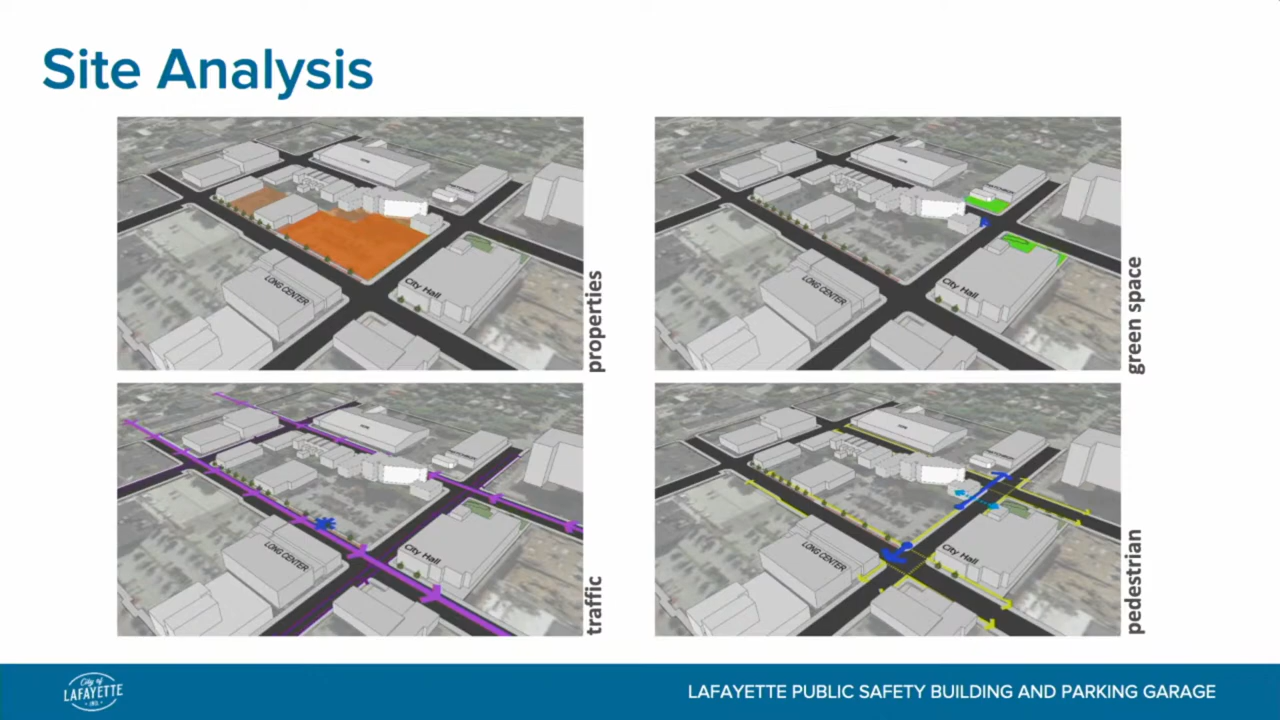 Site Analysis
LONG CENTER
City Hall
properties
LONG CENTER
City Hall
green space
LONG CENTER
City Hall
traffic
LONG CENTER
City Hall
pedestrian
City of
LAFAYETTE
LAFAYETTE PUBLIC SAFETY BUILDING AND PARKING GARAGE